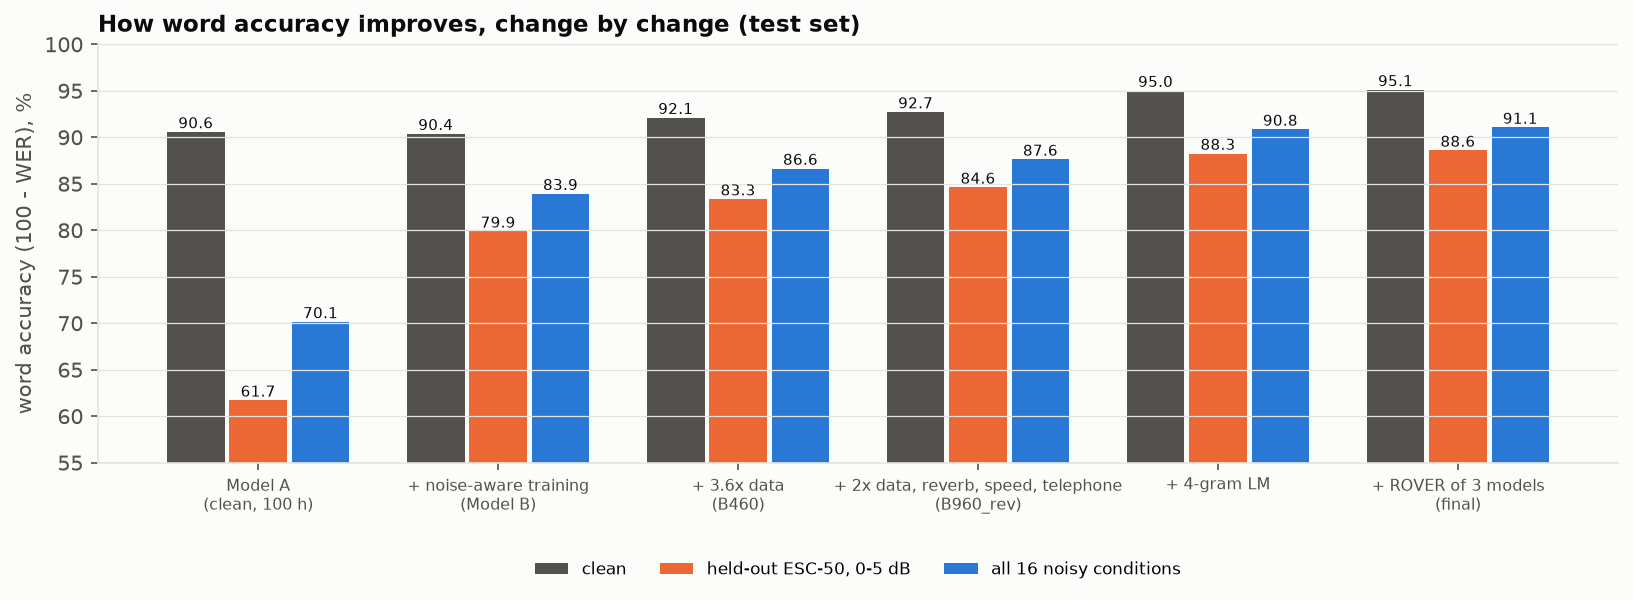 How word accuracy improves, change by change (test set)
word accuracy (100 - WER), %
100
95
90
85
80
75
70
65
60
55
90.6
61.7
70.1
90.4
79.9
83.9
92.1
83.3
86.6
92.7
84.6
87.6
95.0
88.3
90.8
95.1
88.6
91.1
Model A
(clean, 100 h)
+ noise-aware training
(Model B)
+ 3.6x data
(B460)
+ 2x data, reverb, speed, telephone
(B960_rev)
+ 4-gram LM
+ ROVER of 3 models
(final)
clean
held-out ESC-50, 0-5 dB
all 16 noisy conditions